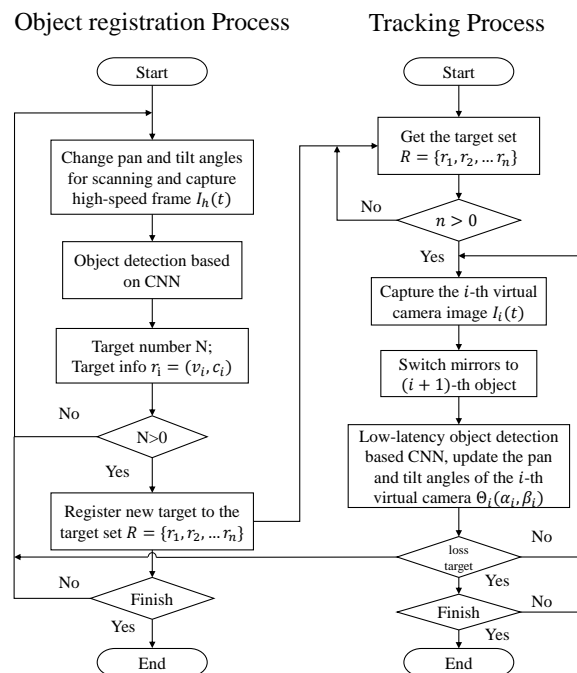 Object registration Process
Start
Change pan and tilt angles
for scanning and capture
high-speed frame I_h(t)
Object detection based
on CNN
Target number N;
Target info r_i = (v_i, c_i)
No
N>0
Yes
Register new target to the
target set R = {r_1, r_2, … r_n}
No
Finish
Yes
End
Tracking Process
Start
Get the target set
R = {r_1, r_2, … r_n}
No
n > 0
Yes
Capture the i-th virtual
camera image I_i(t)
Switch mirrors to
(i + 1)-th object
Low-latency object detection
based CNN, update the pan
and tilt angles of the i-th
virtual camera Θ_i(α_i, β_i)
loss
target
No
Yes
Finish
No
Yes
End